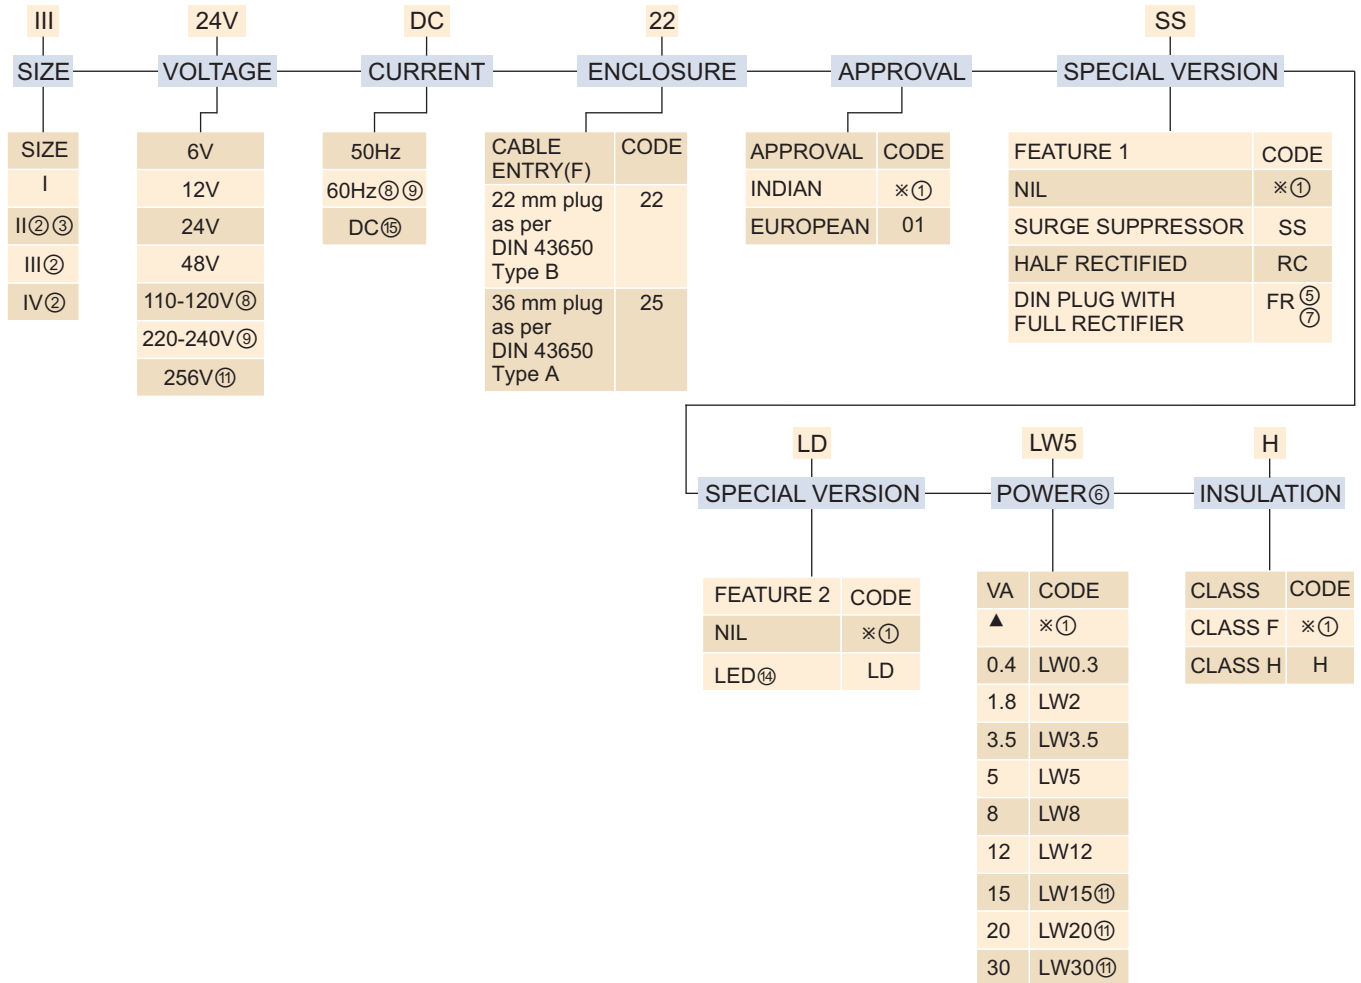 III 24V DC 22 SS
SIZE VOLTAGE CURRENT ENCLOSURE APPROVAL SPECIAL VERSION
SIZE
I
II②③
III②
IV②
6V
12V
24V
48V
110-120V⑧
220-240V⑨
256V⑪
50Hz
60Hz⑧⑨
DC⑮
CABLE CODE
ENTRY(F)
22 mm plug 22
as per
DIN 43650
Type B
36 mm plug 25
as per
DIN 43650
Type A
APPROVAL CODE
INDIAN ※①
EUROPEAN 01
FEATURE 1 CODE
NIL ※①
SURGE SUPPRESSOR SS
HALF RECTIFIED RC
DIN PLUG WITH FR⑤
FULL RECTIFIER ⑦
LD LW5 H
SPECIAL VERSION POWER⑥ INSULATION
FEATURE 2 CODE
NIL ※①
LED⑭ LD
VA CODE
▲ ※①
0.4 LW0.3
1.8 LW2
3.5 LW3.5
5 LW5
8 LW8
12 LW12
15 LW15⑪
20 LW20⑪
30 LW30⑪
CLASS CODE
CLASS F ※①
CLASS H H